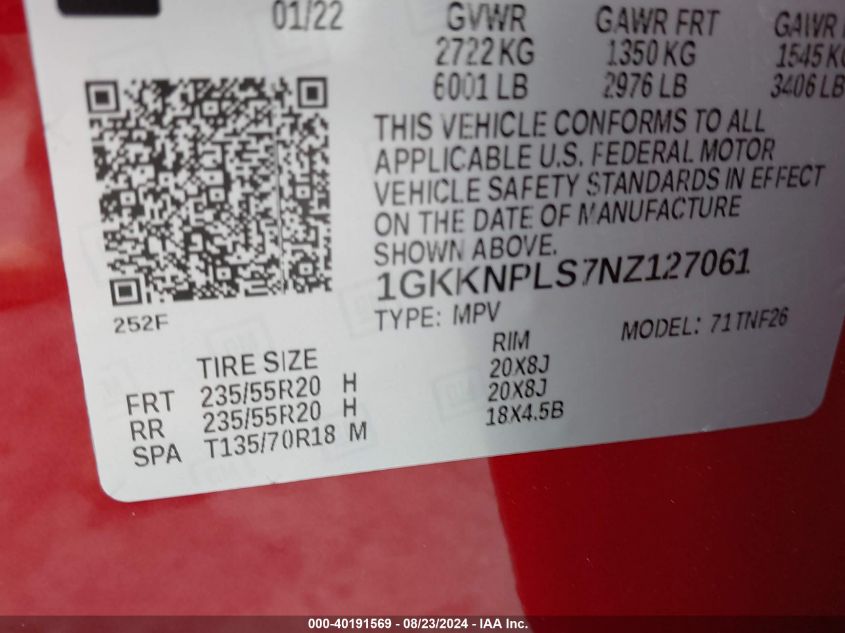 01/22 GVWR GAWR FRT GAWR
2722 KG 1350 KG 1545 KG
6001 LB 2976 LB 3406 LB
THIS VEHICLE CONFORMS TO ALL
APPLICABLE U.S. FEDERAL MOTOR
VEHICLE SAFETY STANDARDS IN EFFECT
ON THE DATE OF MANUFACTURE
SHOWN ABOVE.
1GKKNPLS7NZ127061
TYPE: MPV MODEL: 71TNF26
252F
TIRE SIZE RIM
FRT 235/55R20 H 20X8J
RR 235/55R20 H 20X8J
SPA T135/70R18 M 18X4.5B
000-40191569 - 08/23/2024 - IAA Inc.